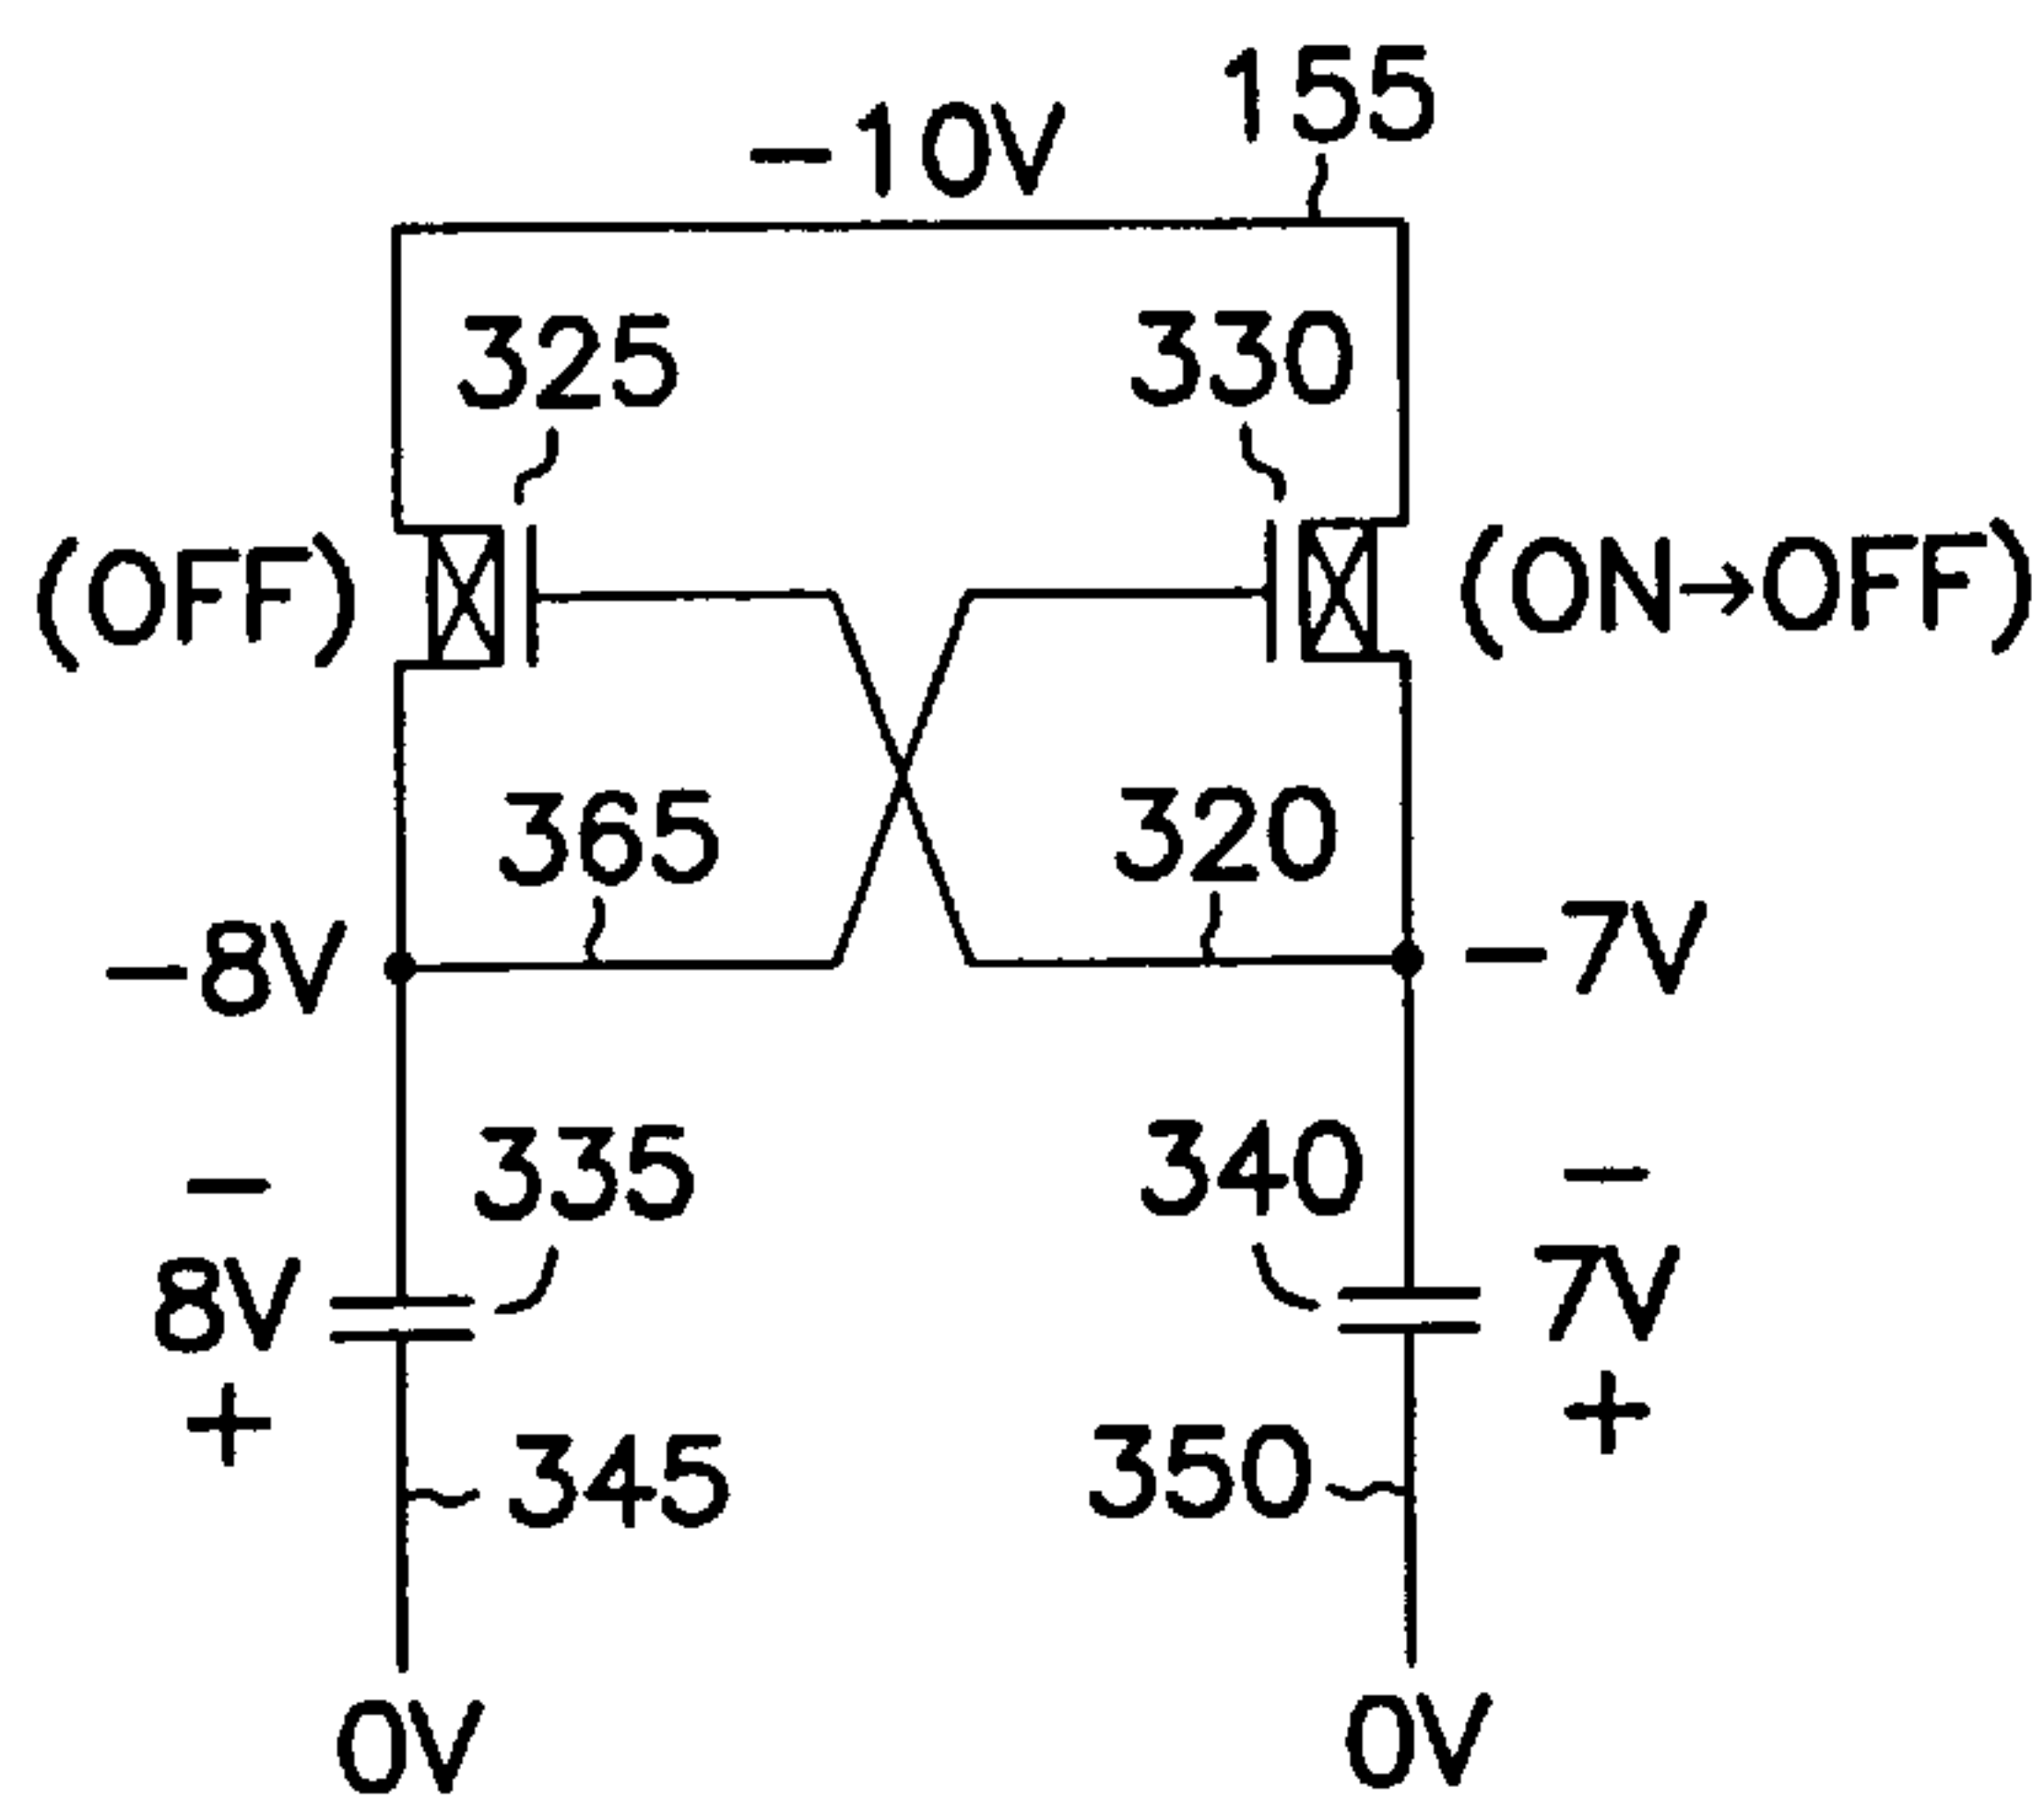 155
−10V
325 330
(OFF) (ON→OFF)
365 320
−8V −7V
335 340
− −
8V 7V
+ +
345 350
0V 0V